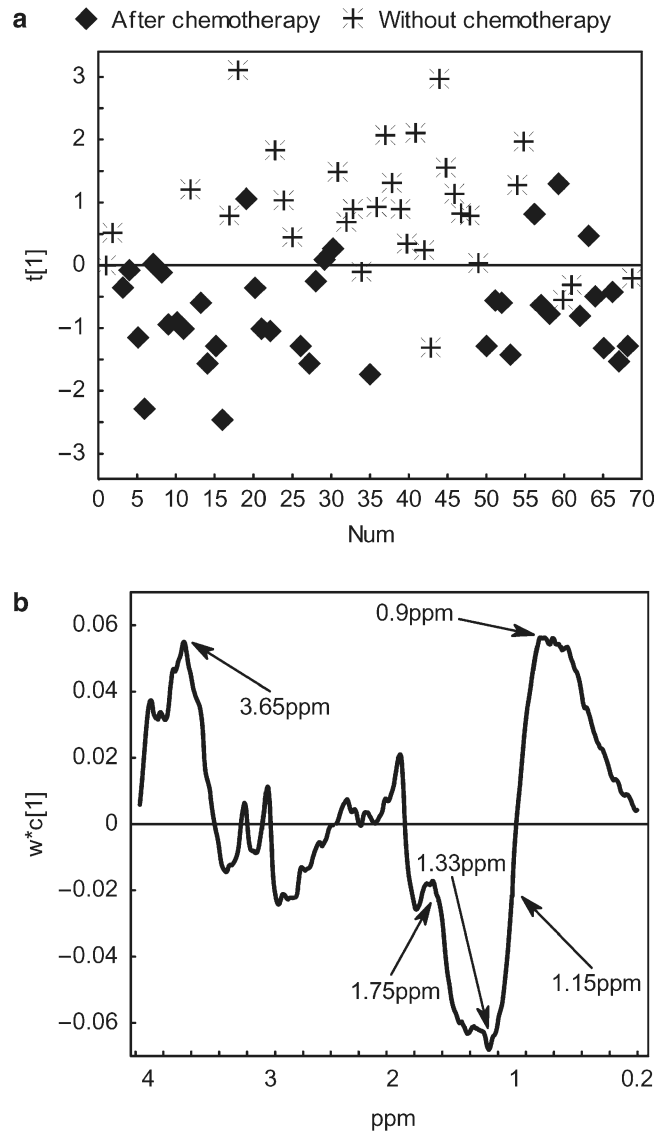 a
After chemotherapy
Without chemotherapy
3
2
1
0
−1
−2
−3
t[1]
0 5 10 15 20 25 30 35 40 45 50 55 60 65 70
Num
b
0.06
0.04
0.02
0
−0.02
−0.04
−0.06
w*c[1]
0.9ppm
3.65ppm
1.33ppm
1.75ppm
1.15ppm
4 3 2 1 0.2
ppm